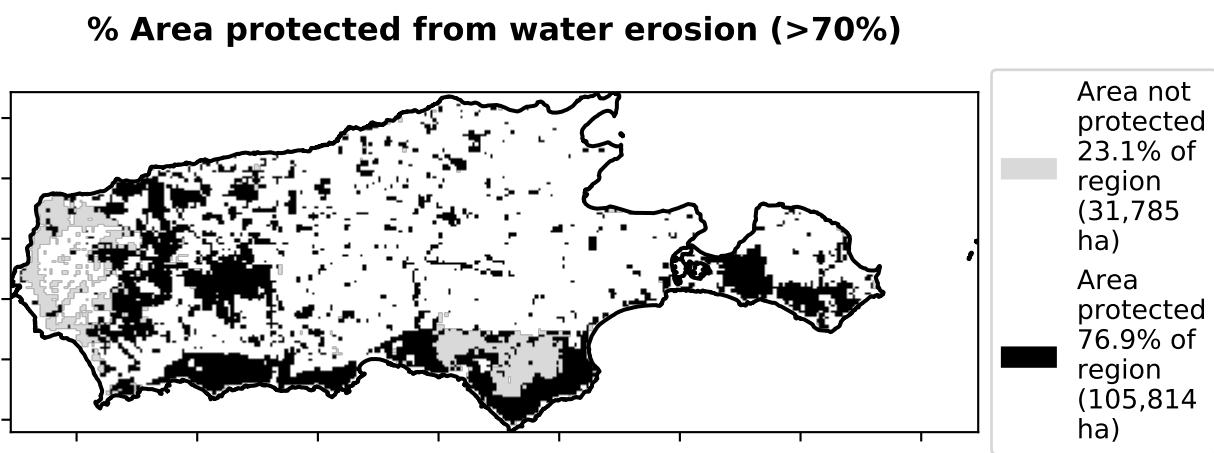 % Area protected from water erosion (>70%)
Area not
protected
23.1% of
region
(31,785
ha)
Area
protected
76.9% of
region
(105,814
ha)